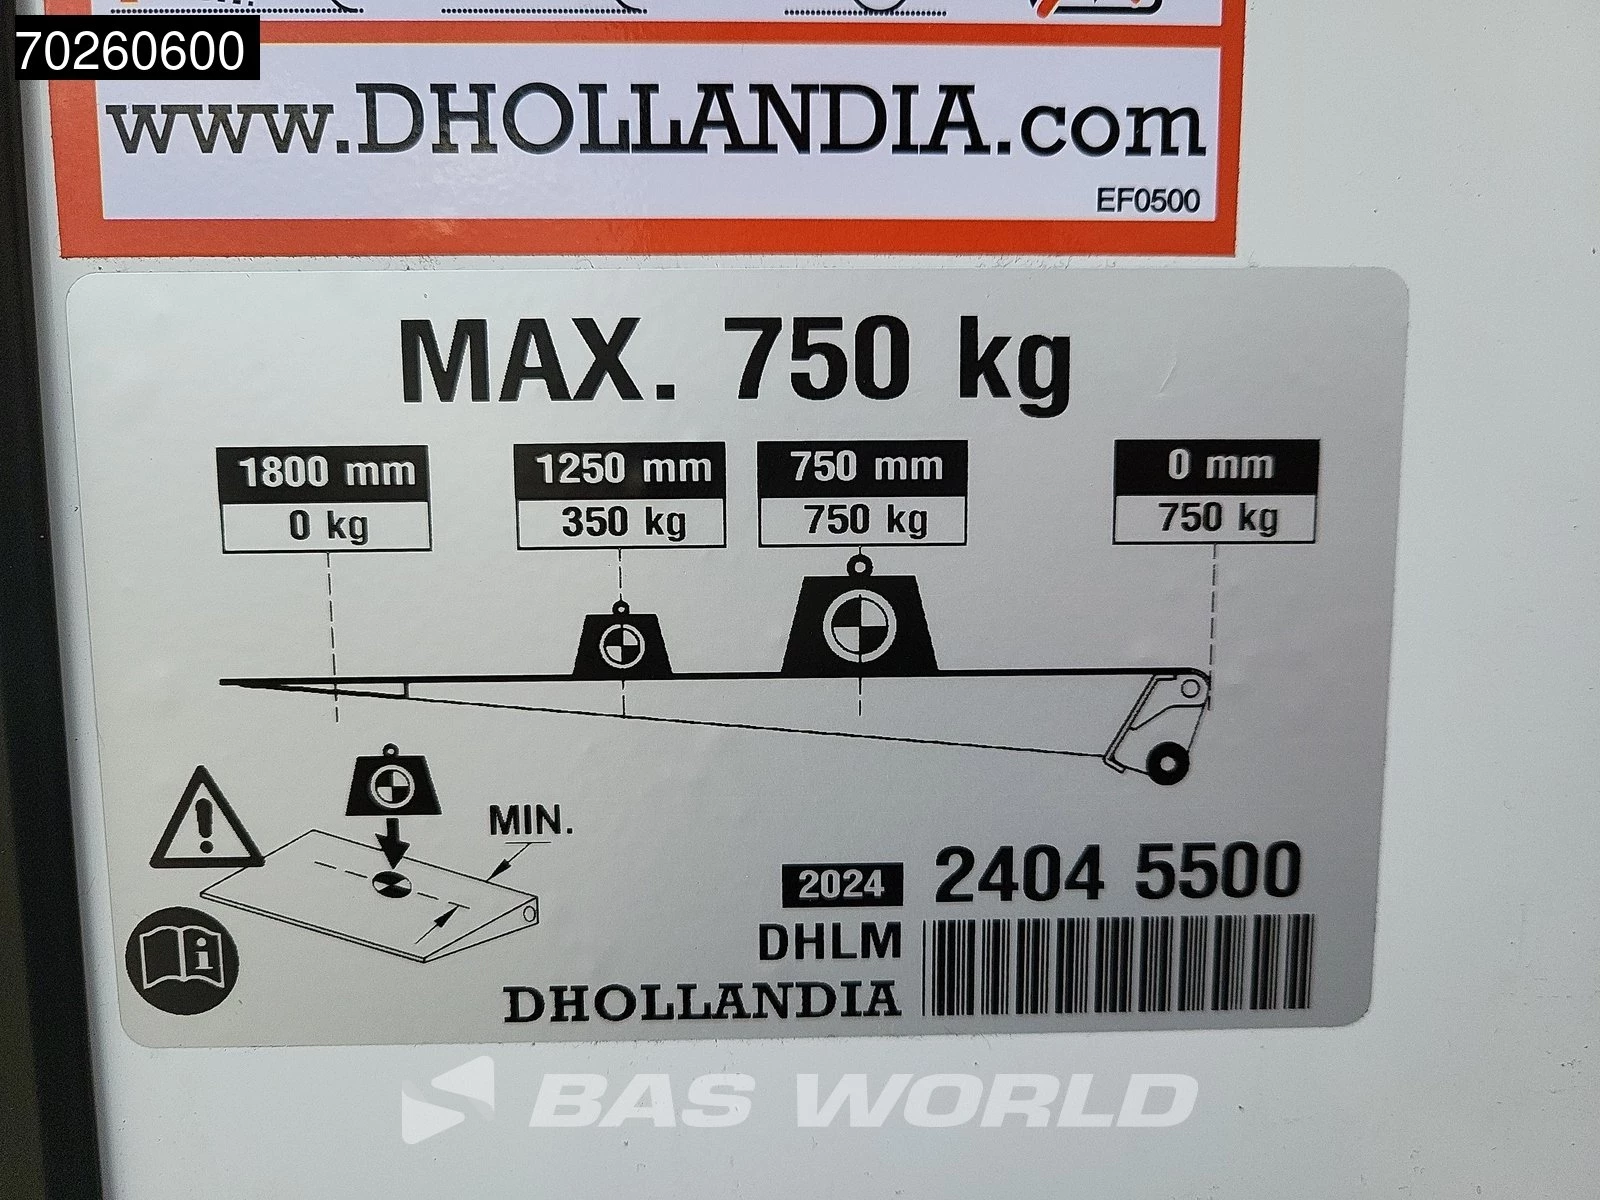 70260600
www.DHOLLANDIA.com
EF0500
MAX. 750 kg
1800 mm 1250 mm 750 mm 0 mm
0 kg 350 kg 750 kg 750 kg
MIN.
2024 2404 5500
DHLM
DHOLLANDIA
BAS WORLD